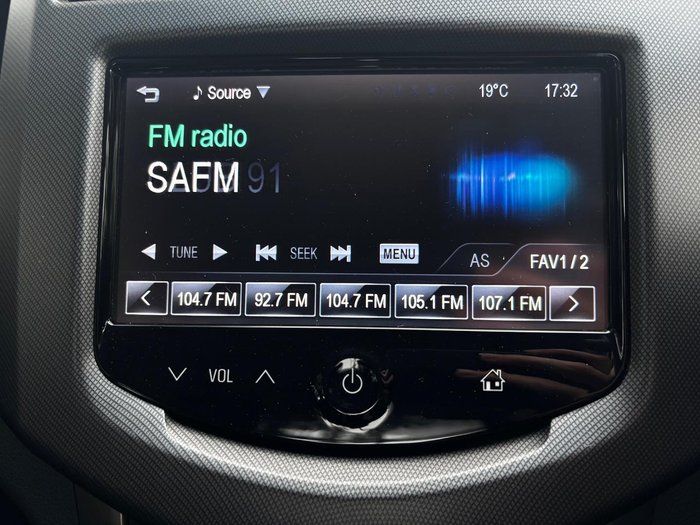 Source 19°C 17:32
FM radio
SAFM 91
TUNE SEEK MENU AS FAV1/2
104.7 FM 92.7 FM 104.7 FM 105.1 FM 107.1 FM
VOL